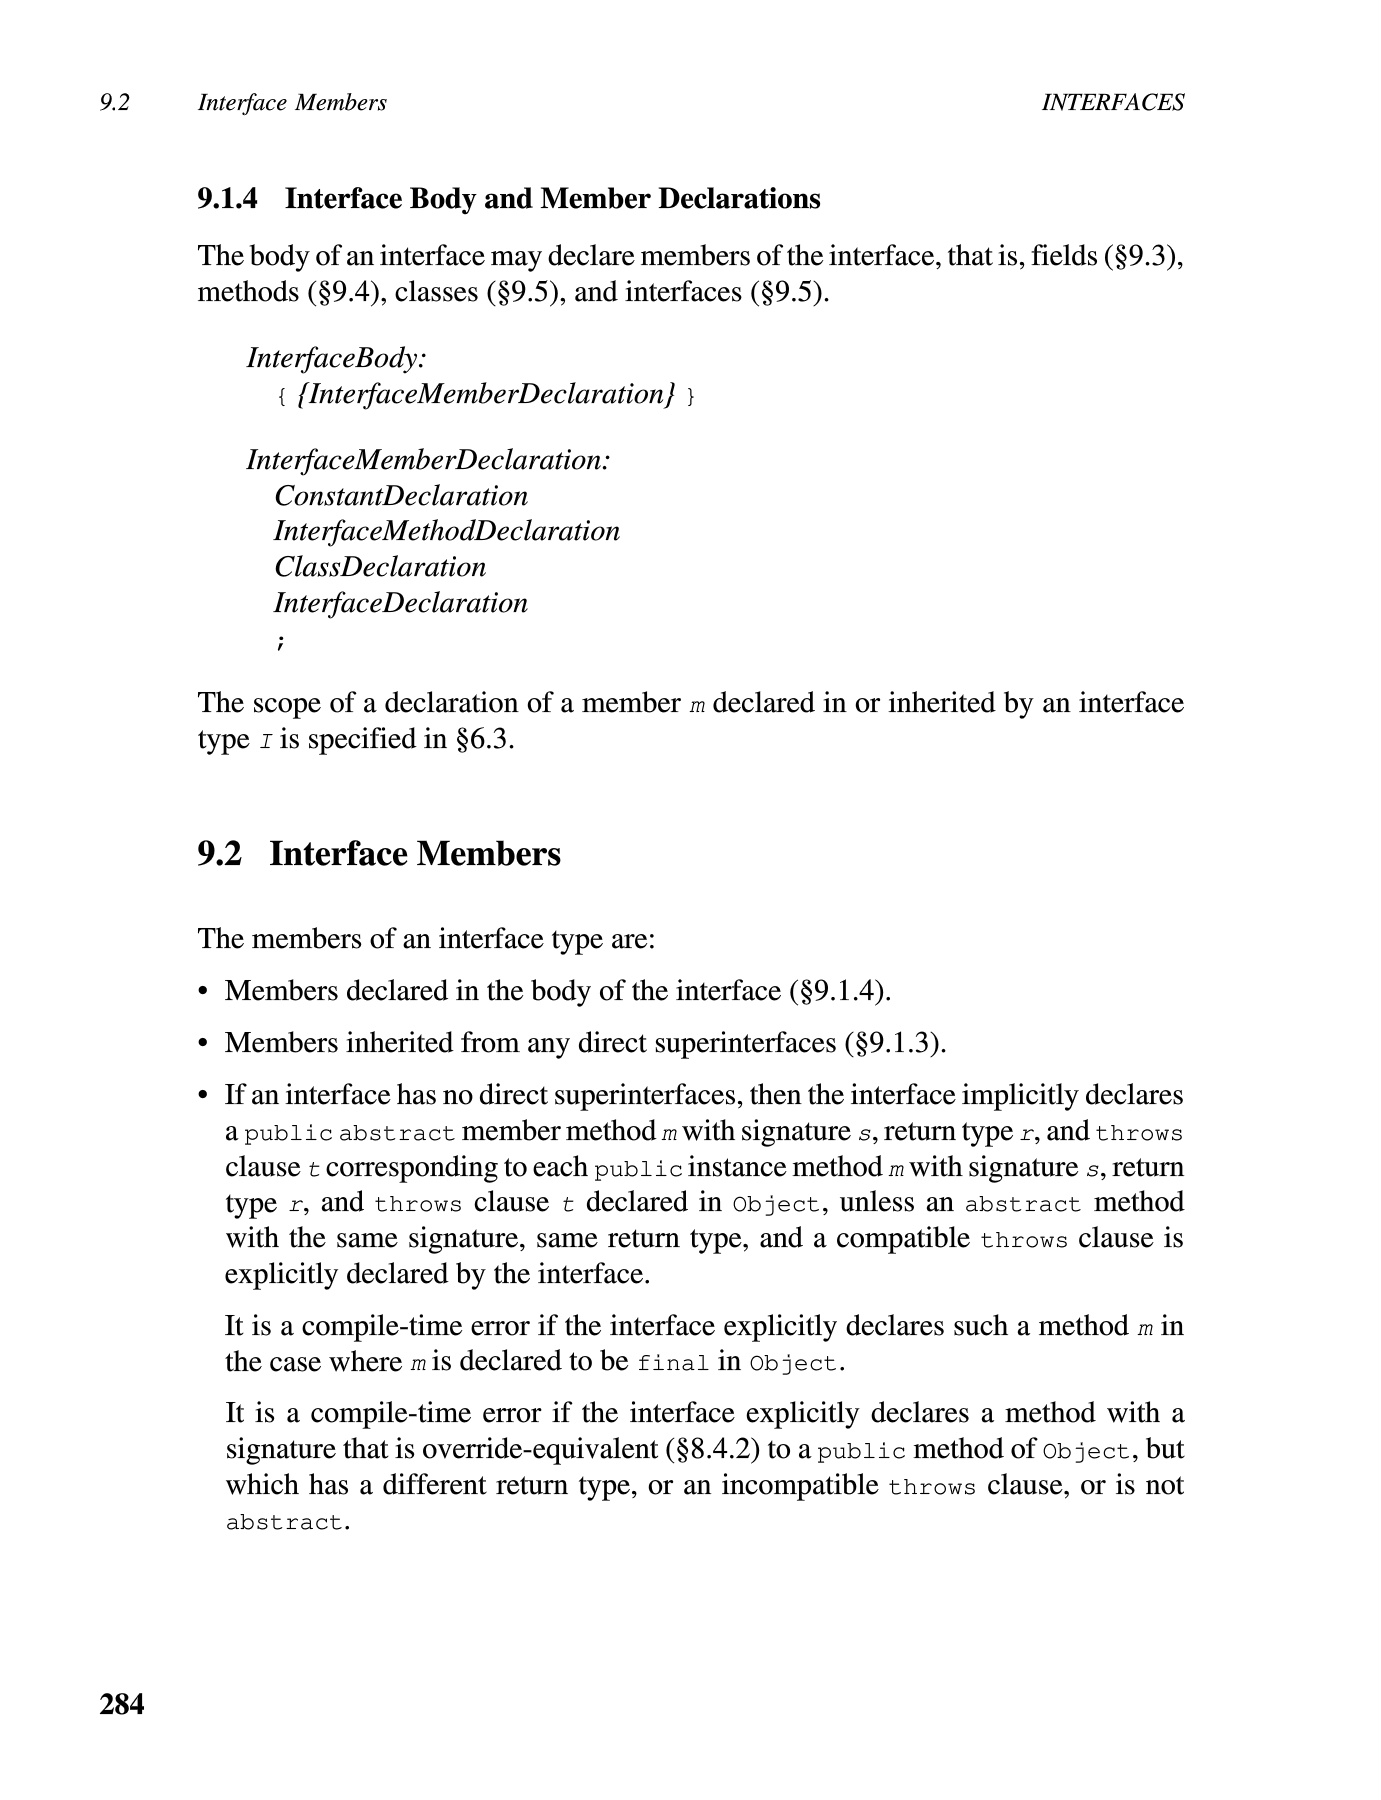 9.2 Interface Members INTERFACES
9.1.4 Interface Body and Member Declarations
The body of an interface may declare members of the interface, that is, fields (§9.3),
methods (§9.4), classes (§9.5), and interfaces (§9.5).
InterfaceBody:
{ {InterfaceMemberDeclaration} }
InterfaceMemberDeclaration:
ConstantDeclaration
InterfaceMethodDeclaration
ClassDeclaration
InterfaceDeclaration
;
The scope of a declaration of a member m declared in or inherited by an interface
type I is specified in §6.3.
9.2 Interface Members
The members of an interface type are:
• Members declared in the body of the interface (§9.1.4).
• Members inherited from any direct superinterfaces (§9.1.3).
• If an interface has no direct superinterfaces, then the interface implicitly declares
a public abstract member method m with signature s, return type r, and throws
clause t corresponding to each public instance method m with signature s, return
type r, and throws clause t declared in Object, unless an abstract method
with the same signature, same return type, and a compatible throws clause is
explicitly declared by the interface.
It is a compile-time error if the interface explicitly declares such a method m in
the case where m is declared to be final in Object.
It is a compile-time error if the interface explicitly declares a method with a
signature that is override-equivalent (§8.4.2) to a public method of Object, but
which has a different return type, or an incompatible throws clause, or is not
abstract.
284